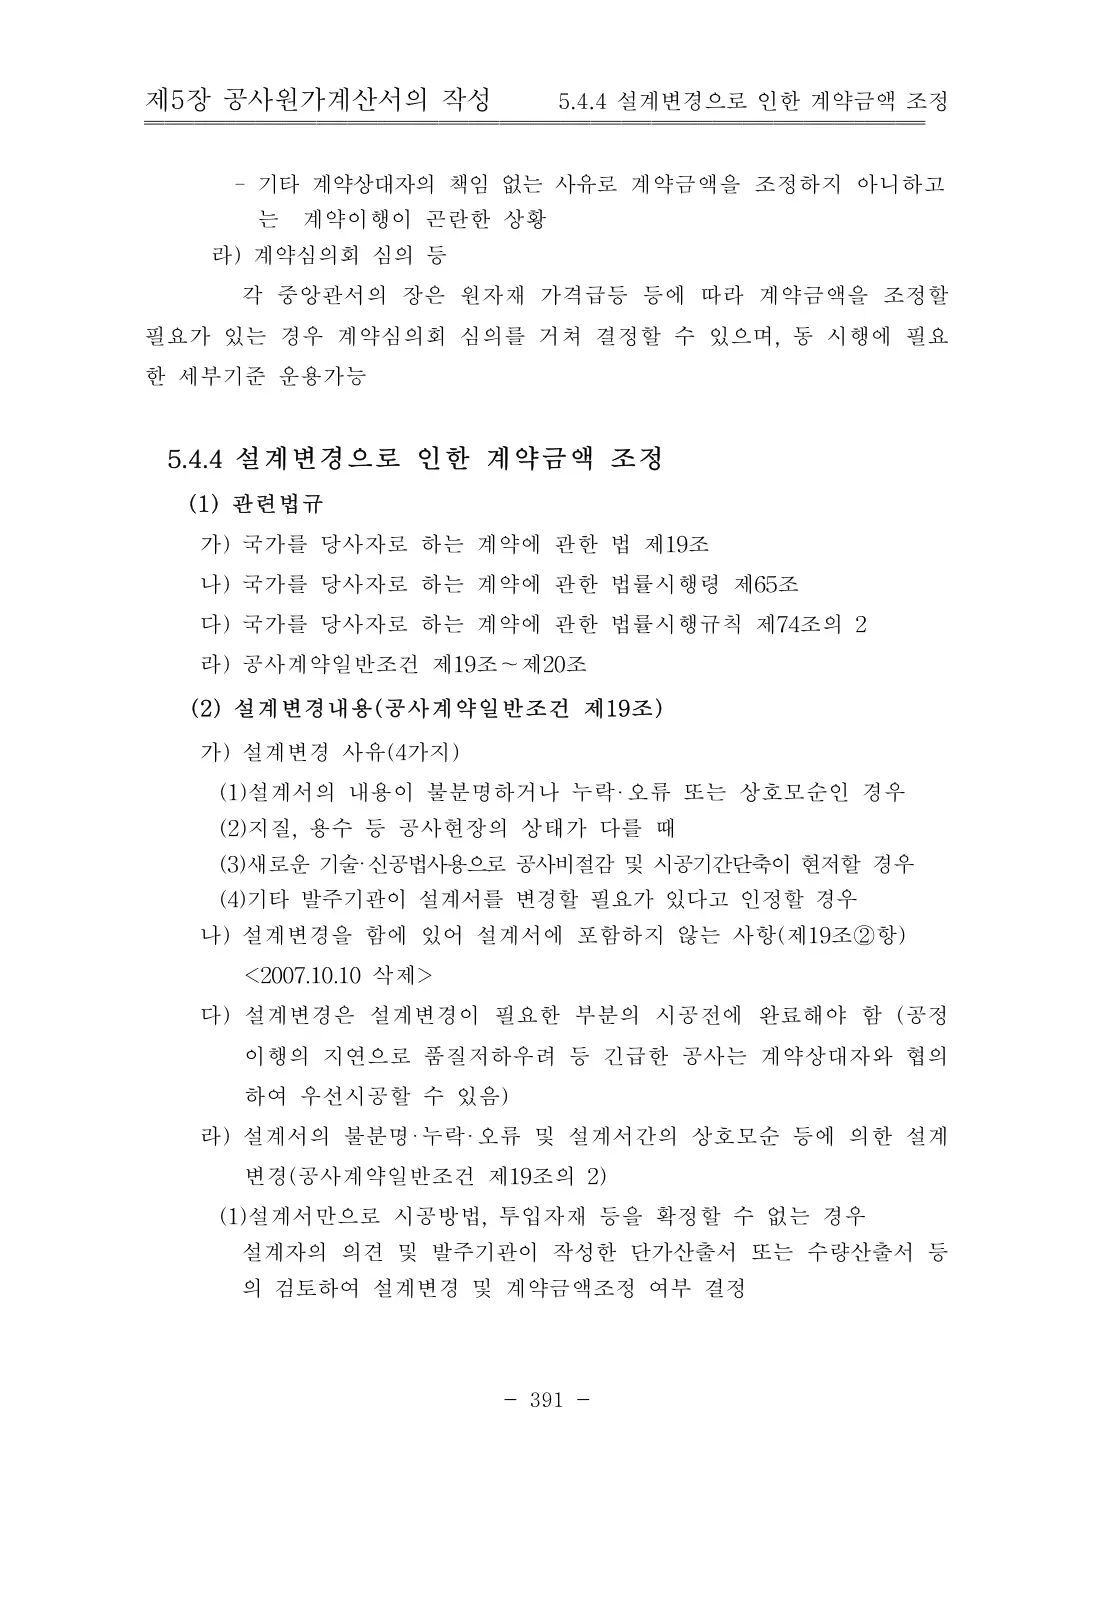 제5장 공사원가계산서의 작성 5.4.4 설계변경으로 인한 계약금액 조정
- 기타 계약상대자의 책임 없는 사유로 계약금액을 조정하지 아니하고
는 계약이행이 곤란한 상황
라) 계약심의회 심의 등
각 중앙관서의 장은 원자재 가격급등 등에 따라 계약금액을 조정할
필요가 있는 경우 계약심의회 심의를 거쳐 결정할 수 있으며, 동 시행에 필요
한 세부기준 운용가능
5.4.4 설계변경으로 인한 계약금액 조정
(1) 관련법규
가) 국가를 당사자로 하는 계약에 관한 법 제19조
나) 국가를 당사자로 하는 계약에 관한 법률시행령 제65조
다) 국가를 당사자로 하는 계약에 관한 법률시행규칙 제74조의 2
라) 공사계약일반조건 제19조～제20조
(2) 설계변경내용(공사계약일반조건 제19조)
가) 설계변경 사유(4가지)
(1)설계서의 내용이 불분명하거나 누락·오류 또는 상호모순인 경우
(2)지질, 용수 등 공사현장의 상태가 다를 때
(3)새로운 기술·신공법사용으로 공사비절감 및 시공기간단축이 현저할 경우
(4)기타 발주기관이 설계서를 변경할 필요가 있다고 인정할 경우
나) 설계변경을 함에 있어 설계서에 포함하지 않는 사항(제19조②항)
<2007.10.10 삭제>
다) 설계변경은 설계변경이 필요한 부분의 시공전에 완료해야 함 (공정
이행의 지연으로 품질저하우려 등 긴급한 공사는 계약상대자와 협의
하여 우선시공할 수 있음)
라) 설계서의 불분명·누락·오류 및 설계서간의 상호모순 등에 의한 설계
변경(공사계약일반조건 제19조의 2)
(1)설계서만으로 시공방법, 투입자재 등을 확정할 수 없는 경우
설계자의 의견 및 발주기관이 작성한 단가산출서 또는 수량산출서 등
의 검토하여 설계변경 및 계약금액조정 여부 결정
- 391 -